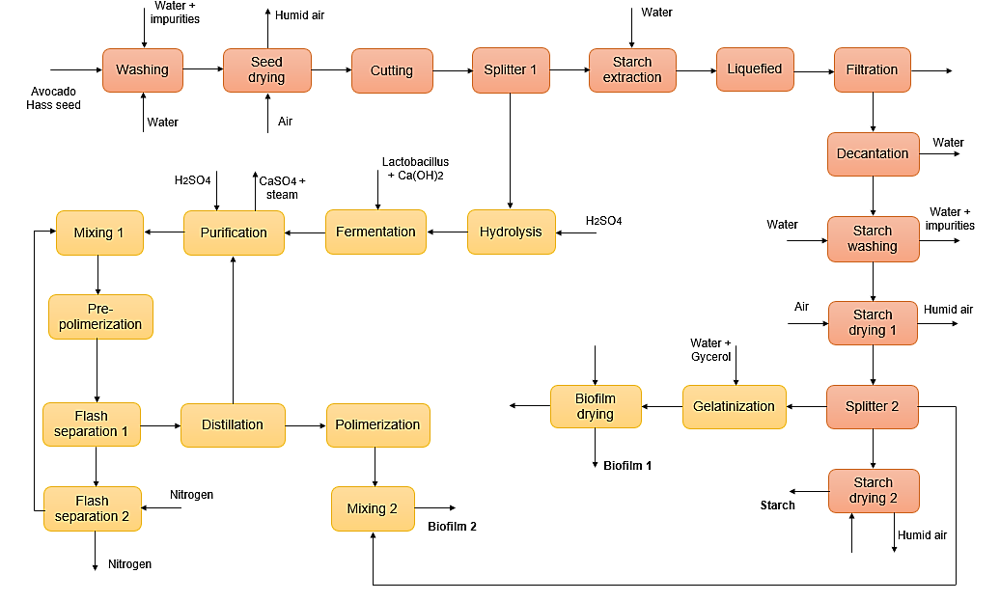 Water +
impurities
Humid air
Water
Washing
Seed
drying
Cutting
Splitter 1
Starch
extraction
Liquefied
Filtration
Avocado
Hass seed
Water
Air
Decantation
Water
Lactobacillus
+ Ca(OH)2
H2SO4
CaSO4 +
steam
Mixing 1
Purification
Fermentation
Hydrolysis
H2SO4
Water
Starch
washing
Water +
impurities
Pre-
polimerization
Air
Starch
drying 1
Humid air
Water +
Gycerol
Flash
separation 1
Distillation
Polimerization
Biofilm
drying
Gelatinization
Splitter 2
Biofilm 1
Flash
separation 2
Nitrogen
Mixing 2
Biofilm 2
Starch
Starch
drying 2
Humid air
Nitrogen